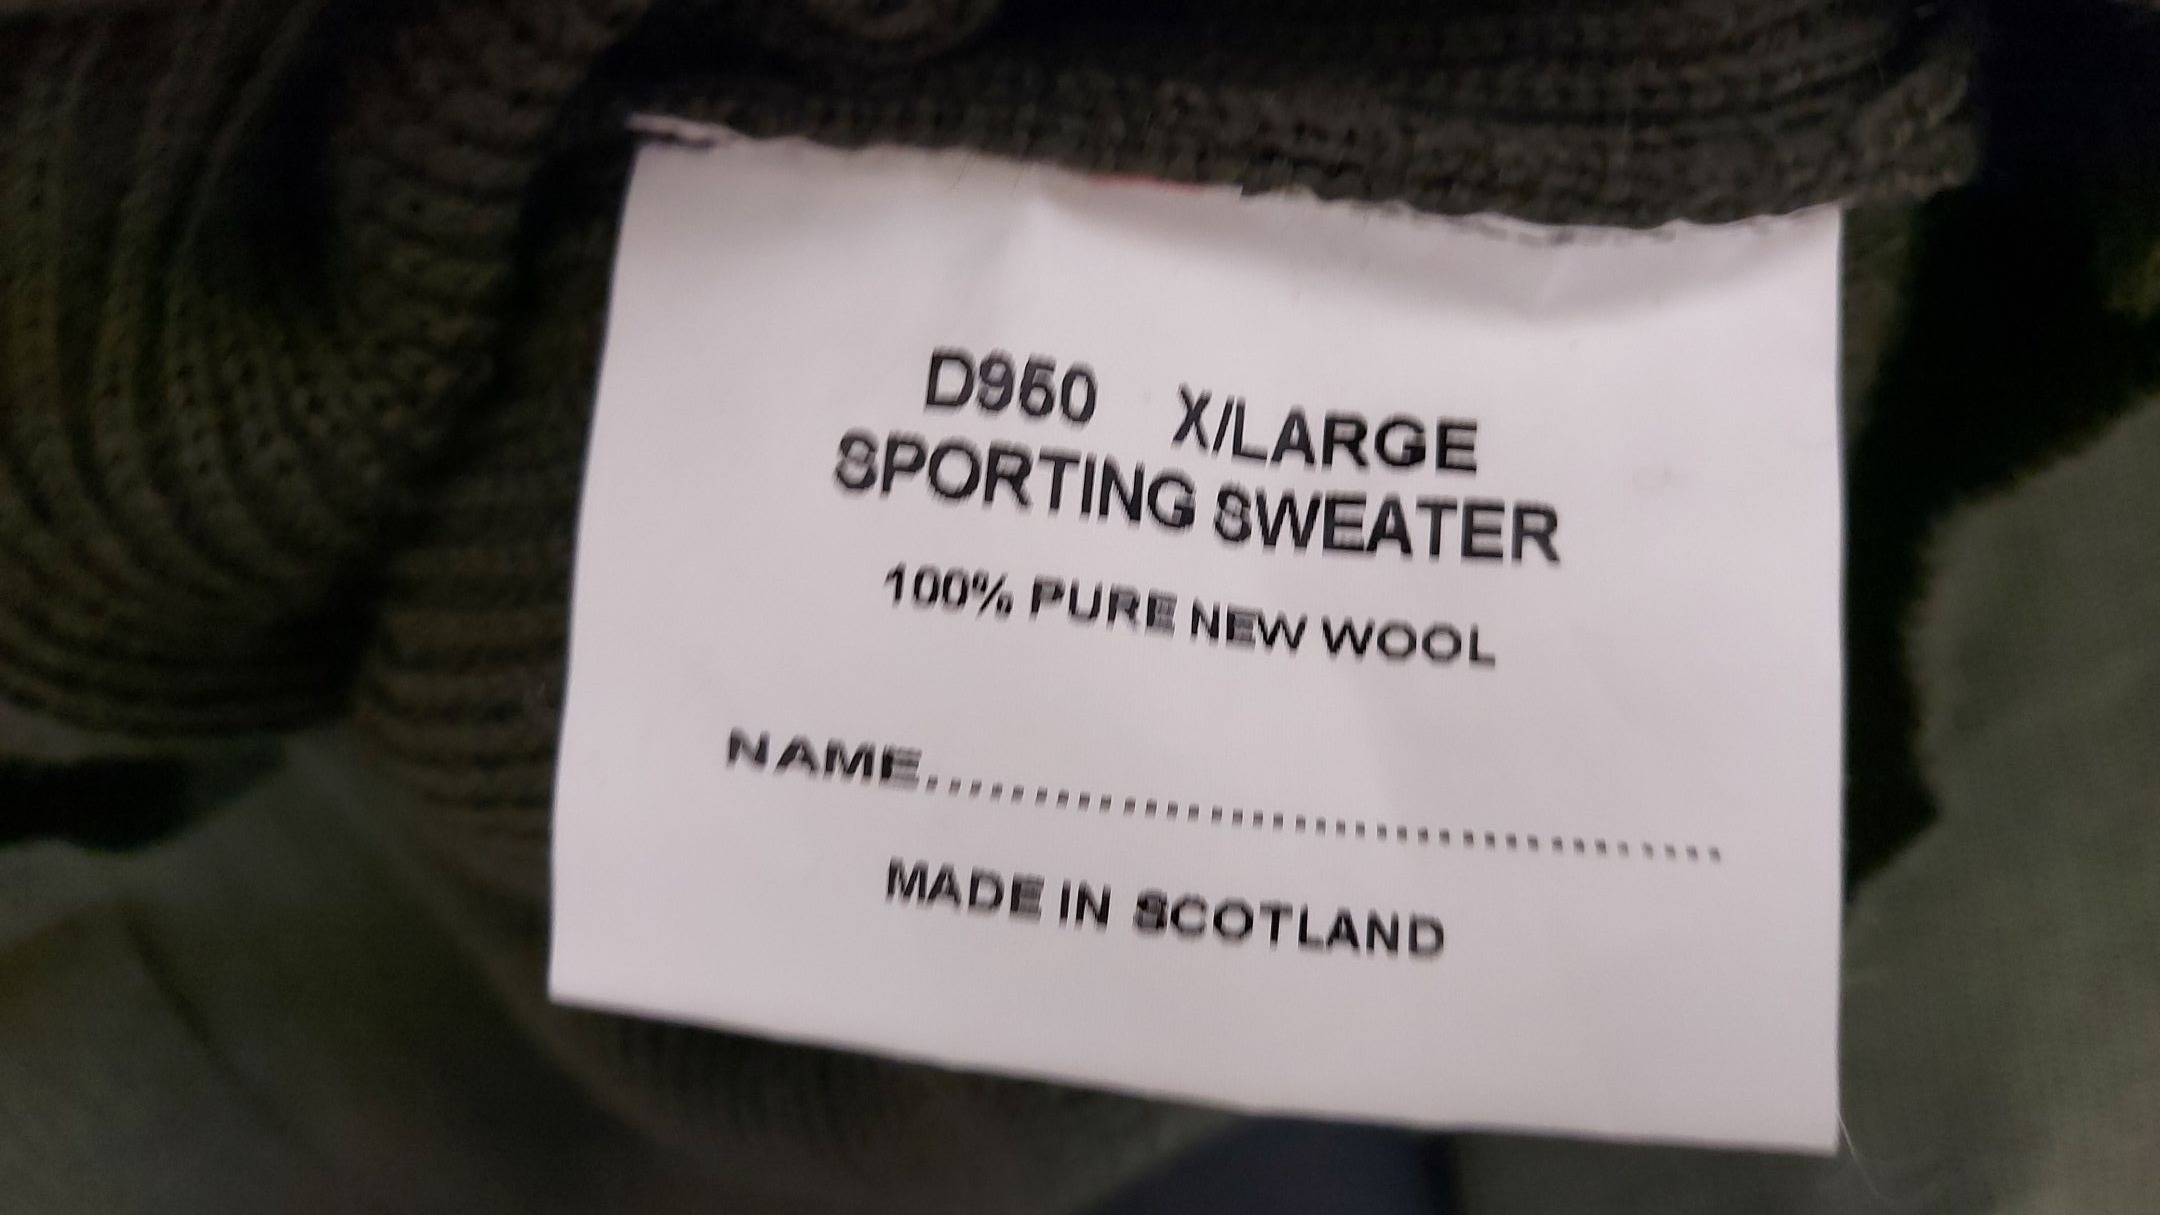 D950 X/LARGE
SPORTING SWEATER
100% PURE NEW WOOL
NAME.......................................
MADE IN SCOTLAND